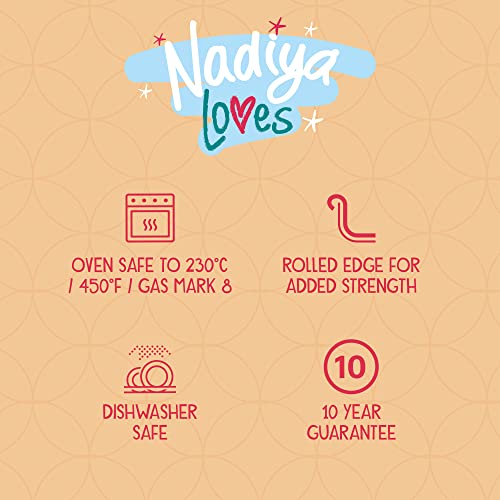 Nadiya
Loves
OVEN SAFE TO 230°C
/ 450°F / GAS MARK 8
ROLLED EDGE FOR
ADDED STRENGTH
DISHWASHER
SAFE
10
10 YEAR
GUARANTEE